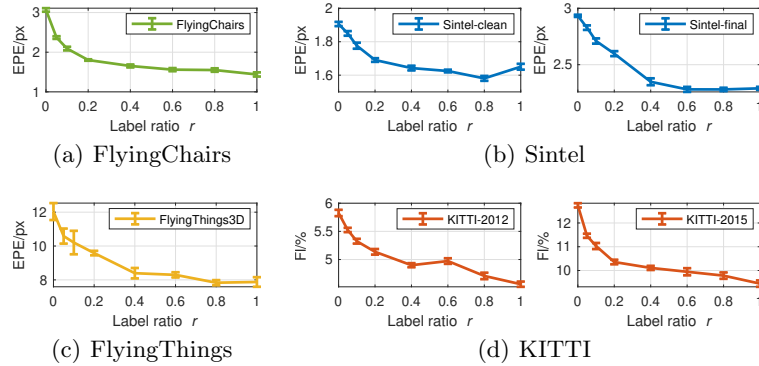 EPE/px
3
2
1
FlyingChairs
0 0.2 0.4 0.6 0.8 1
Label ratio r
(a) FlyingChairs
EPE/px
2
1.8
1.6
Sintel-clean
0 0.2 0.4 0.6 0.8 1
Label ratio r
EPE/px
3
2.5
Sintel-final
0 0.2 0.4 0.6 0.8 1
Label ratio r
(b) Sintel
EPE/px
12
10
8
FlyingThings3D
0 0.2 0.4 0.6 0.8 1
Label ratio r
(c) FlyingThings
Fl/%
6
5.5
5
KITTI-2012
0 0.2 0.4 0.6 0.8 1
Label ratio r
Fl/%
12
11
10
KITTI-2015
0 0.2 0.4 0.6 0.8 1
Label ratio r
(d) KITTI